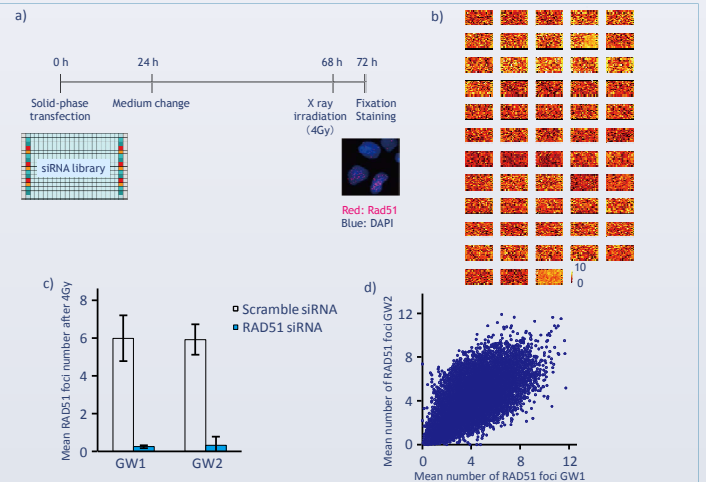 a)
0 h
24 h
68 h
72 h
Solid-phase
transfection
Medium change
X ray
irradiation
(4Gy)
Fixation
Staining
siRNA library
Red: Rad51
Blue: DAPI
b)
10
0
c)
Mean RAD51 foci number after 4Gy
8
6
4
2
0
GW1
GW2
Scramble siRNA
RAD51 siRNA
d)
Mean number of RAD51 foci GW2
12
8
4
0
0
4
8
12
Mean number of RAD51 foci GW1